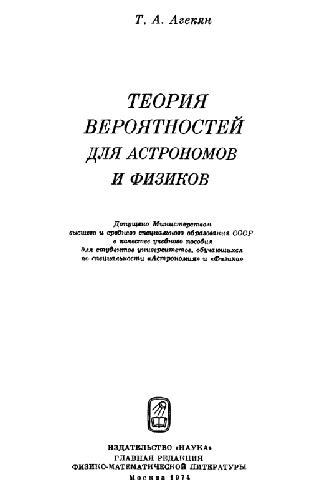 Т. А. Агекян
ТЕОРИЯ
ВЕРОЯТНОСТЕЙ
ДЛЯ АСТРОНОМОВ
И ФИЗИКОВ
Допущено Министерством
высшего и среднего специального образования СССР
в качестве учебного пособия
для студентов университетов, обучающихся
по специальности «Астрономия» и «Физика»
ИЗДАТЕЛЬСТВО «НАУКА»
ГЛАВНАЯ РЕДАКЦИЯ
ФИЗИКО-МАТЕМАТИЧЕСКОЙ ЛИТЕРАТУРЫ
Москва 1974